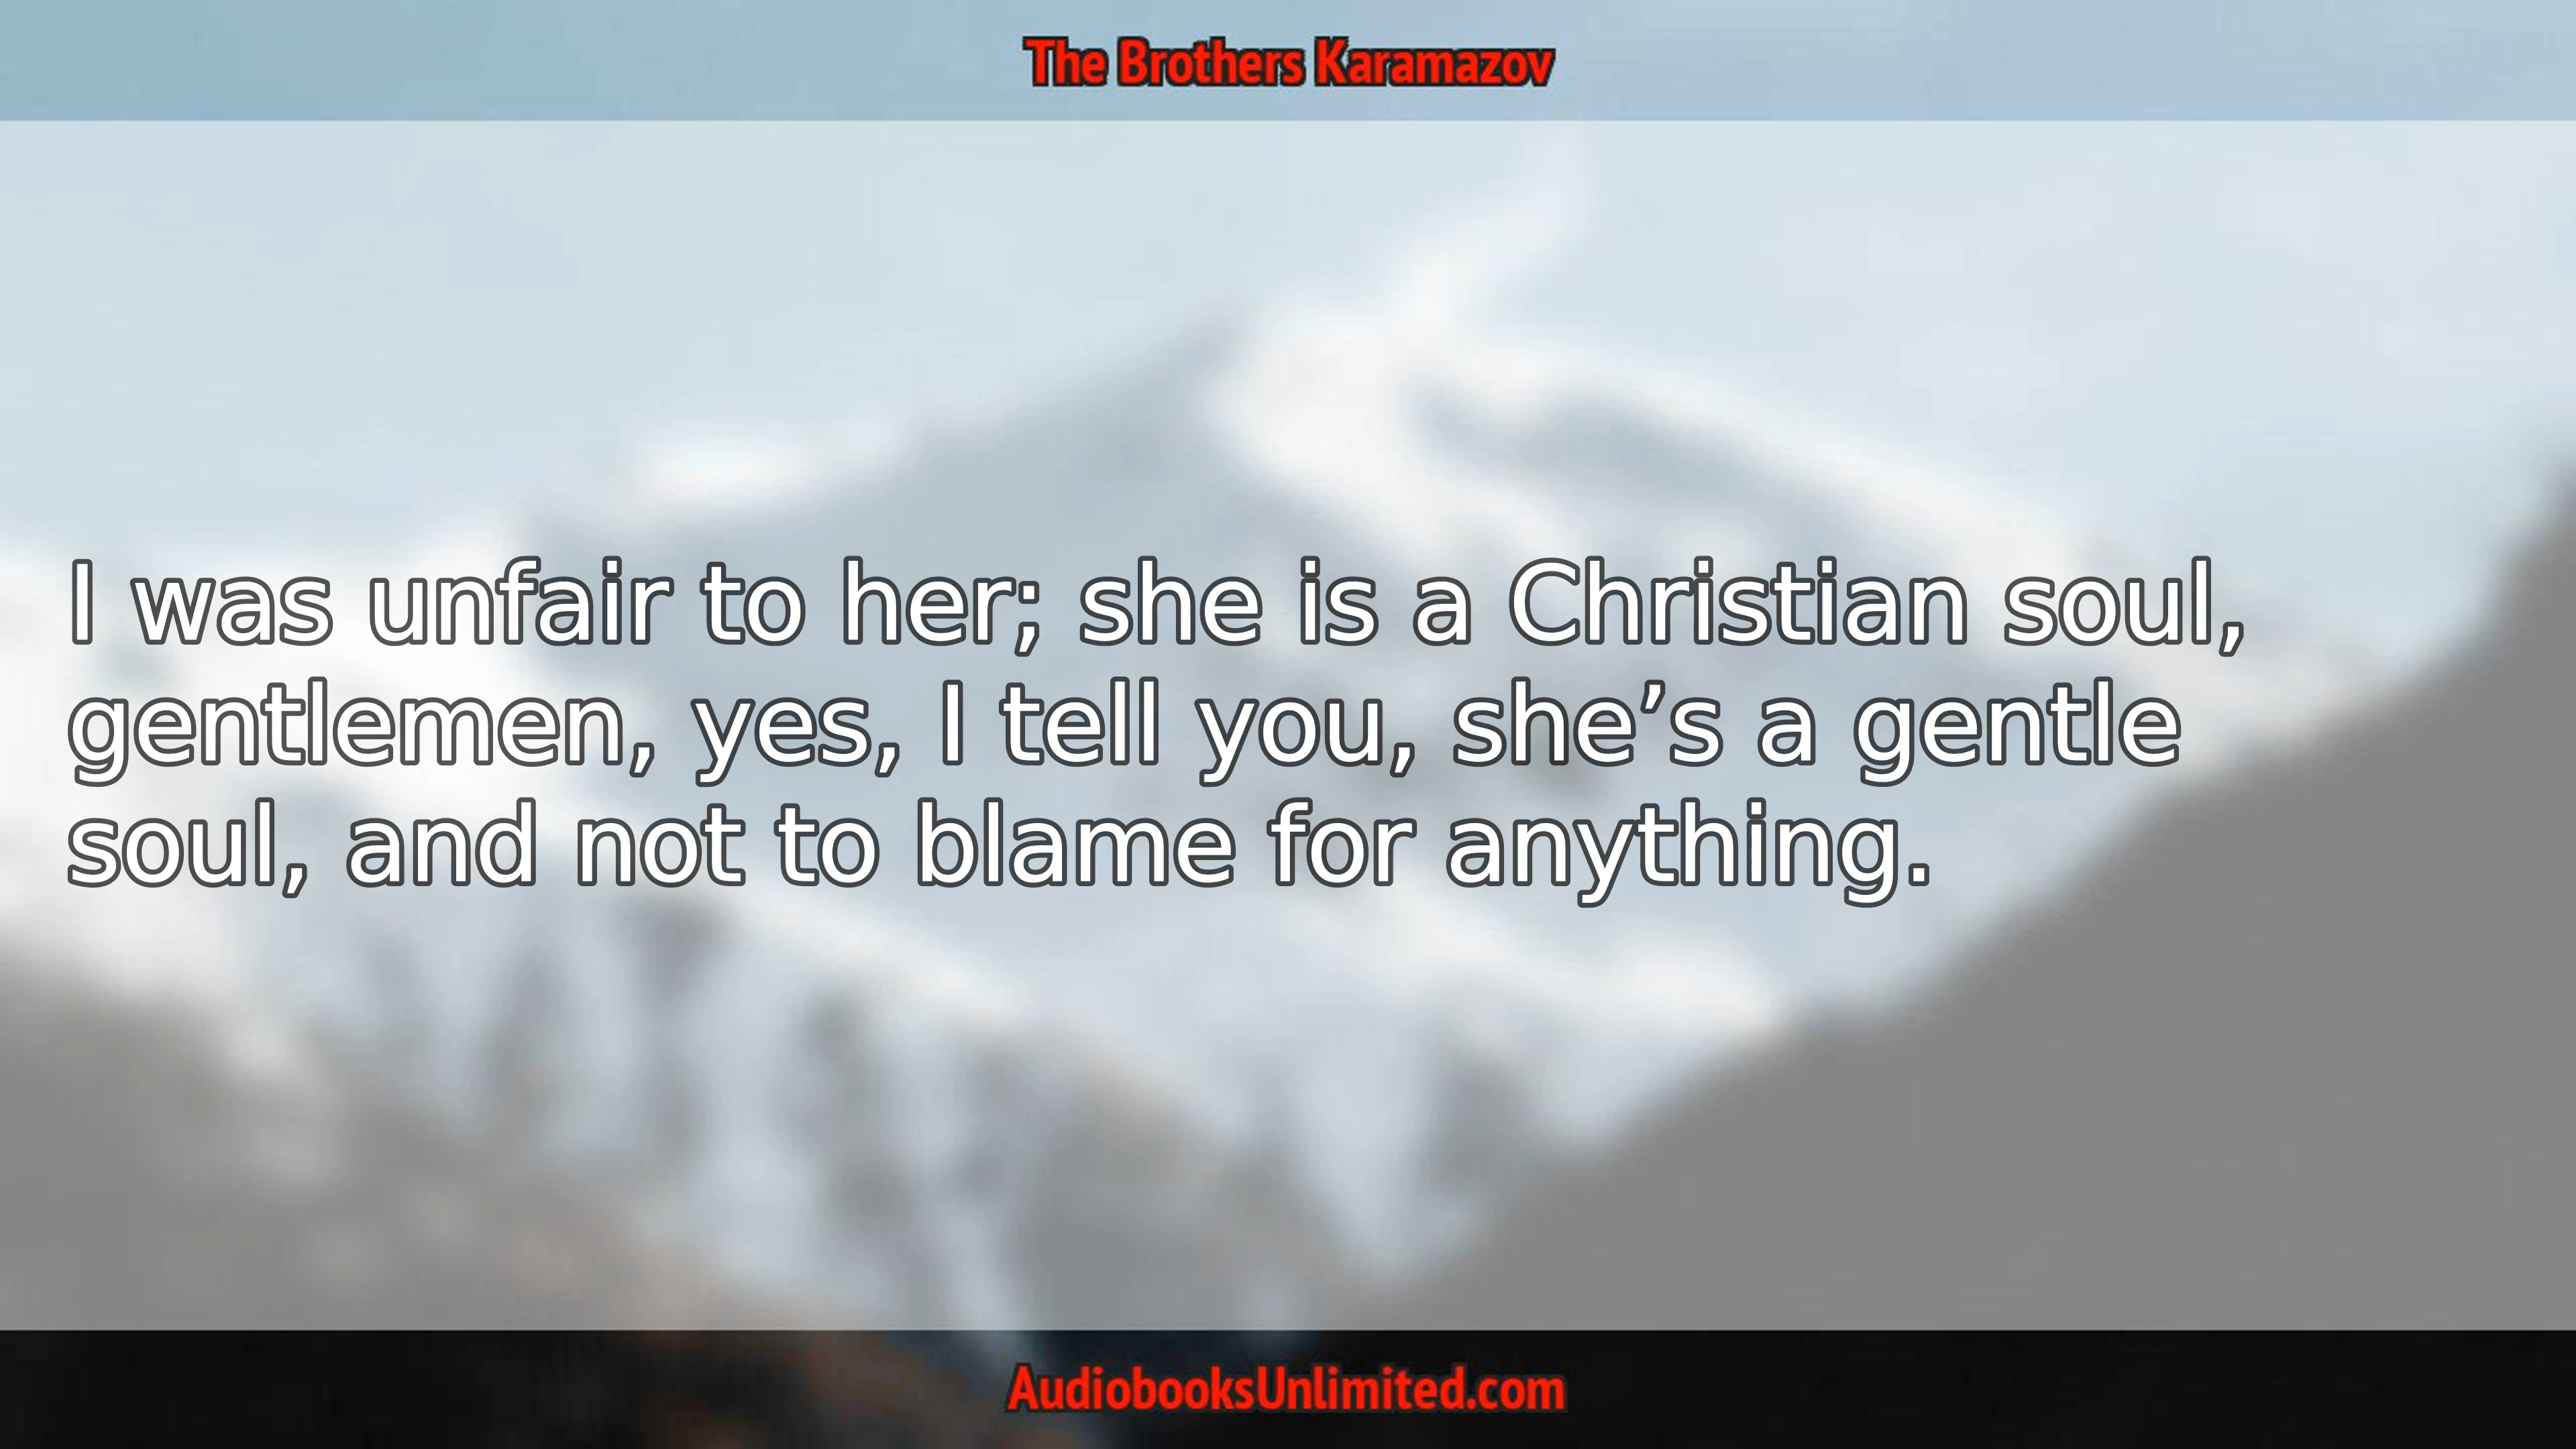 The Brothers Karamazov
I was unfair to her; she is a Christian soul,
gentlemen, yes, I tell you, she’s a gentle
soul, and not to blame for anything.
AudiobooksUnlimited.com